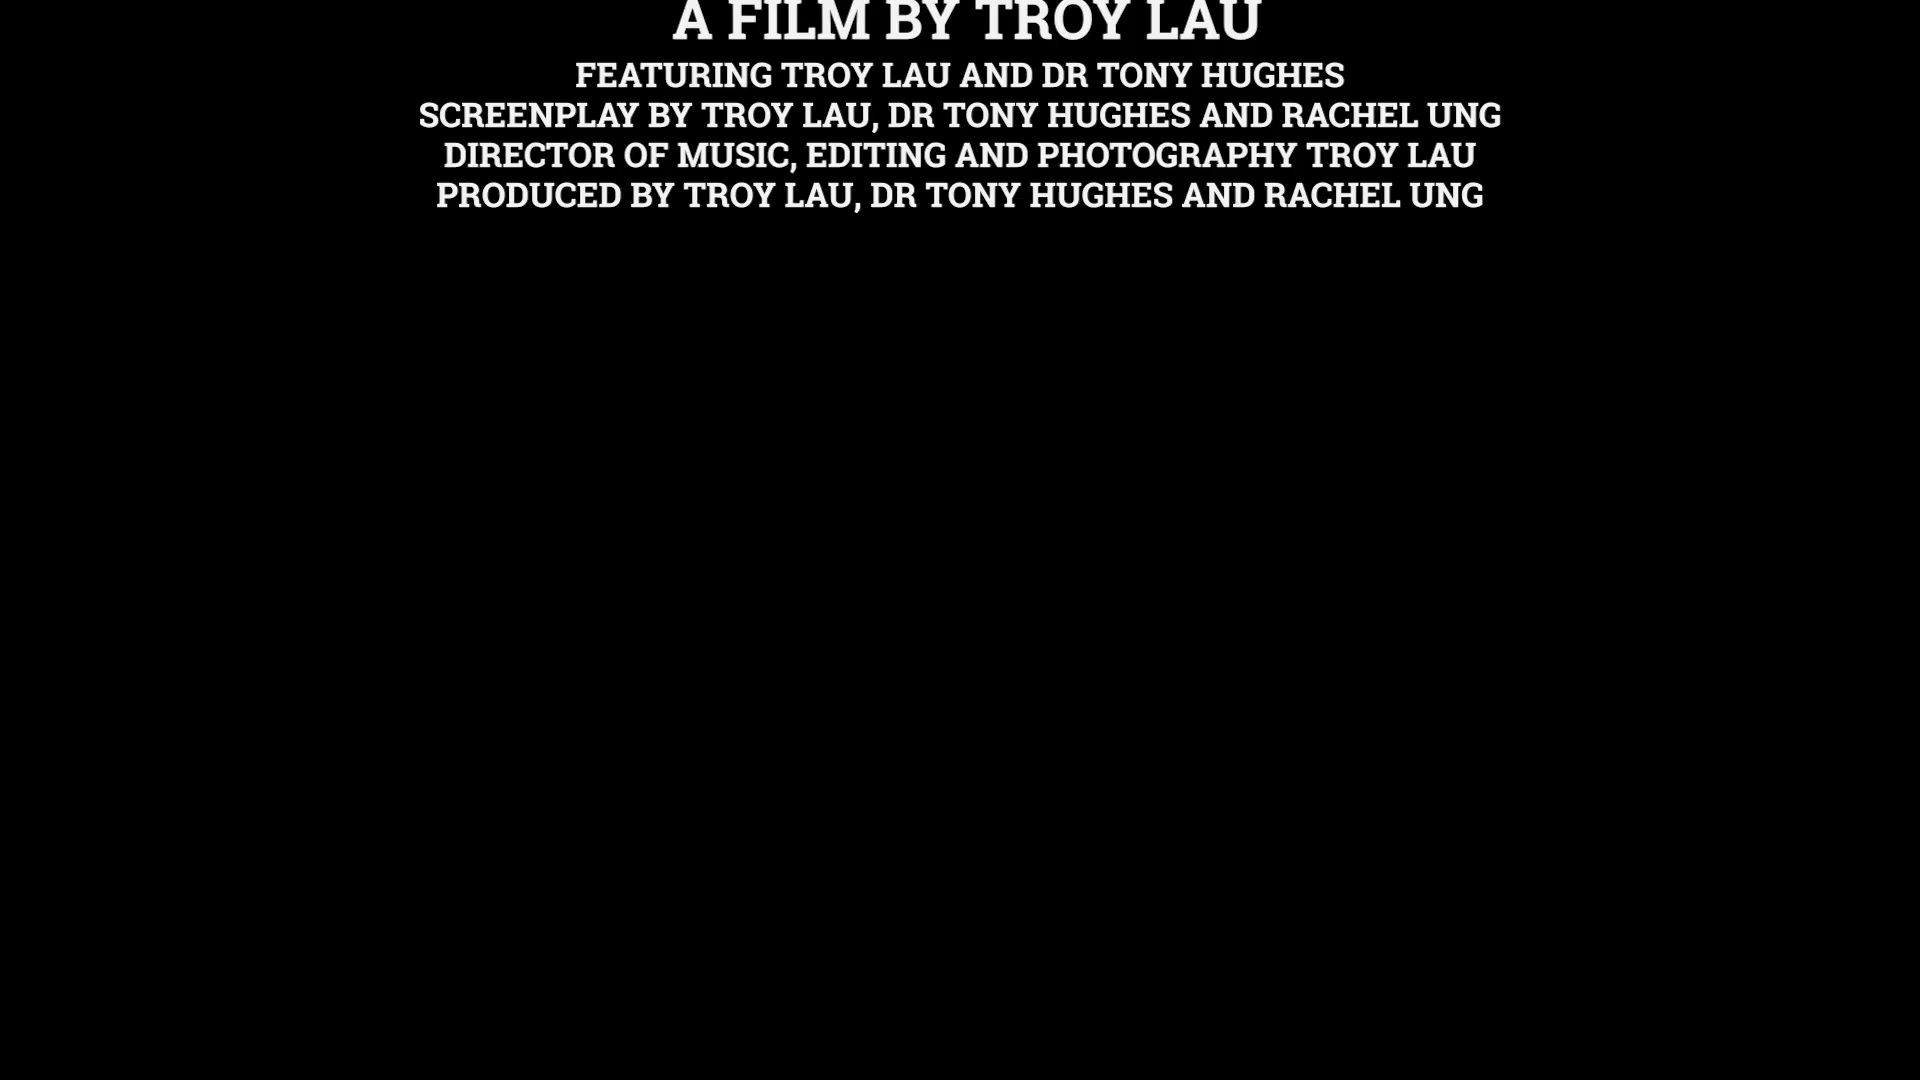 A FILM BY TROY LAU
FEATURING TROY LAU AND DR TONY HUGHES
SCREENPLAY BY TROY LAU, DR TONY HUGHES AND RACHEL UNG
DIRECTOR OF MUSIC, EDITING AND PHOTOGRAPHY TROY LAU
PRODUCED BY TROY LAU, DR TONY HUGHES AND RACHEL UNG